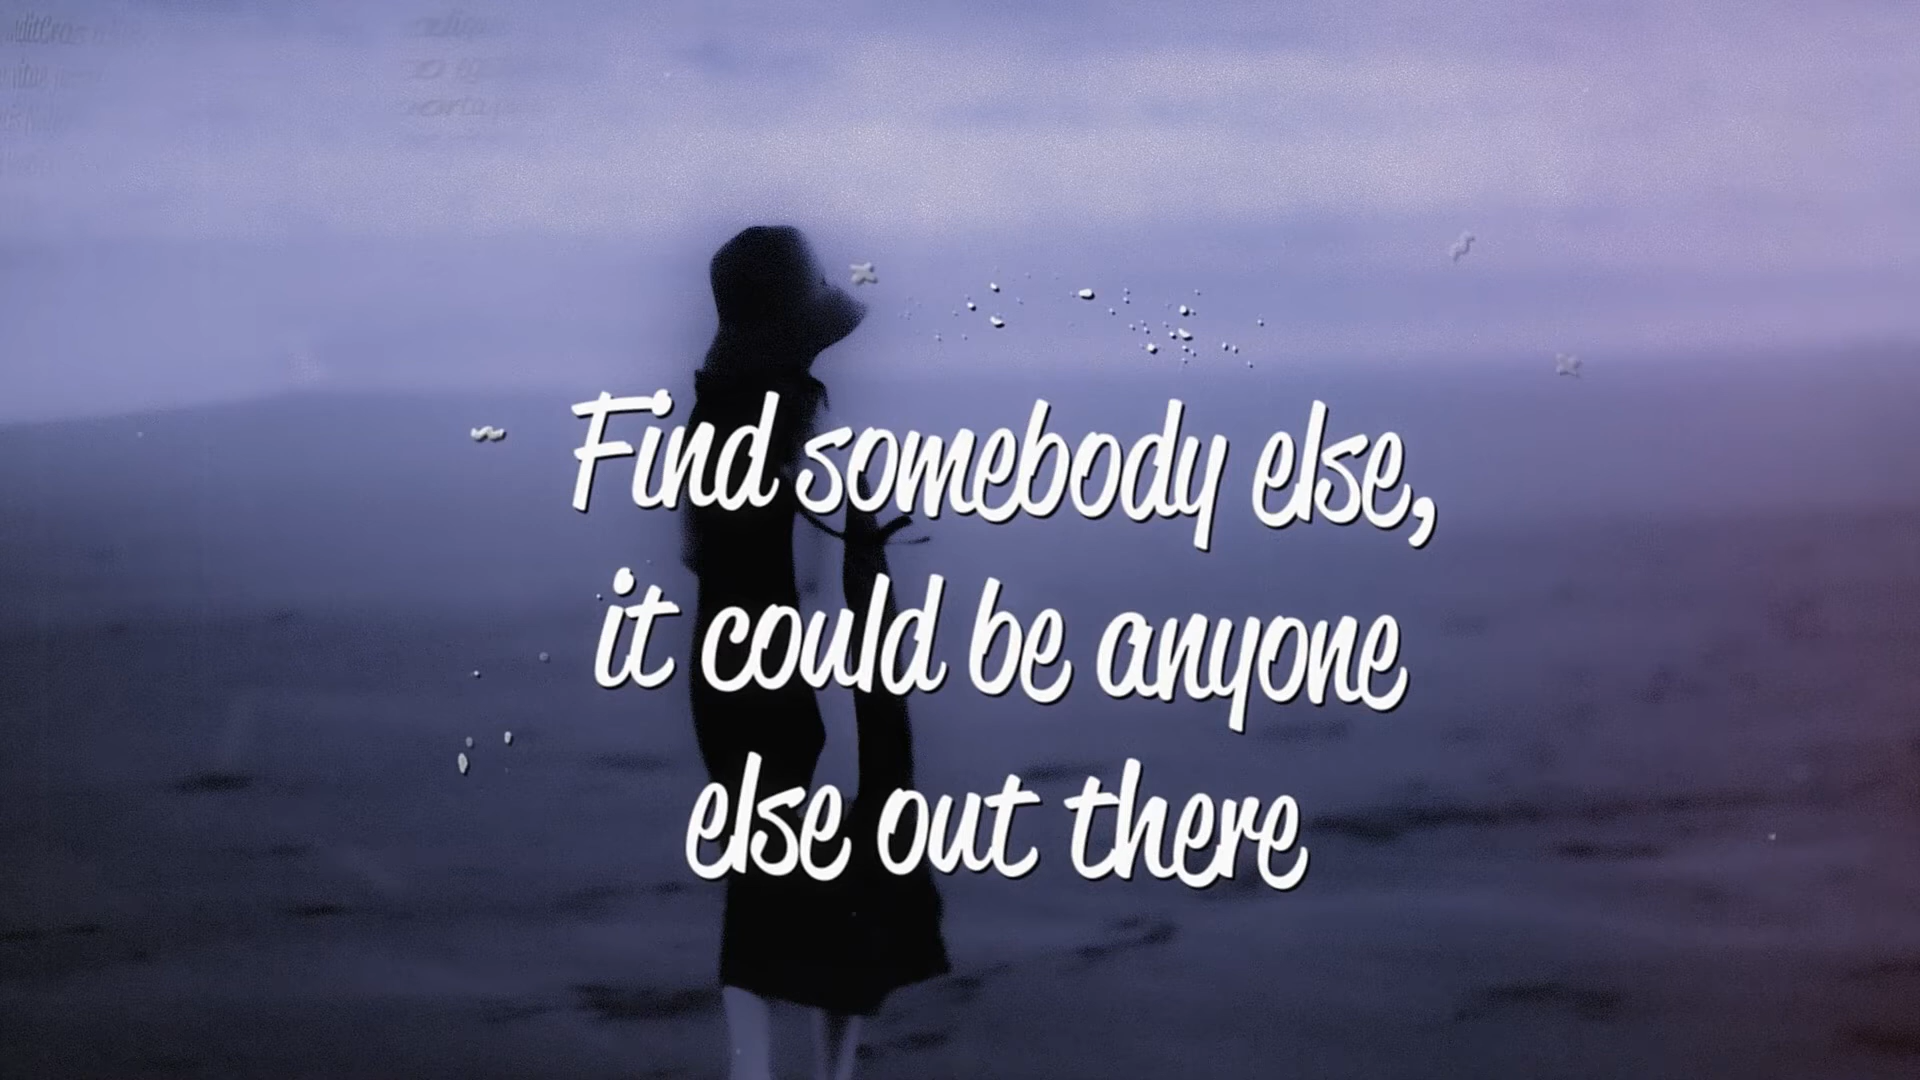 Find somebody else,
it could be anyone
else out there